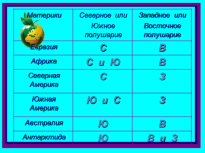 Материки
Северное или Южное полушарие
Западное или Восточное полушарие
Евразия С В
Африка С и Ю В
Северная Америка С З
Южная Америка Ю и С З
Австралия Ю В
Антарктида Ю В и З